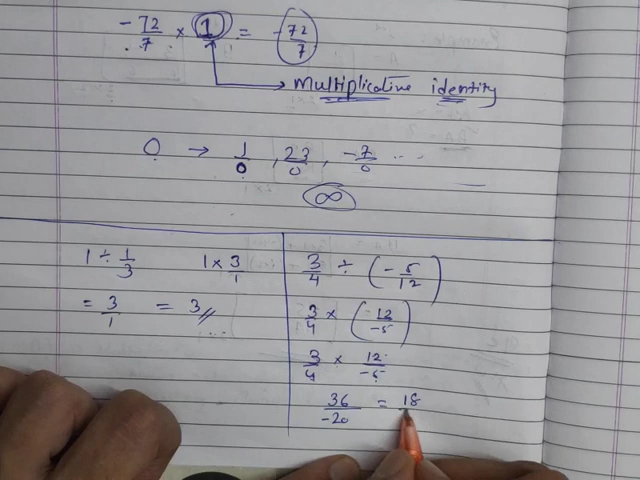 -72/7 × 1 = -72/7
Multiplicative identity
0 → 1/0 , 23/0 , -7/0 ...
∞
1 ÷ 1/3 1 × 3/1
= 3/1 = 3//
3/4 ÷ (-5/12)
3/4 × (12/-5)
3/4 × 12/-5
36/-20 = 18